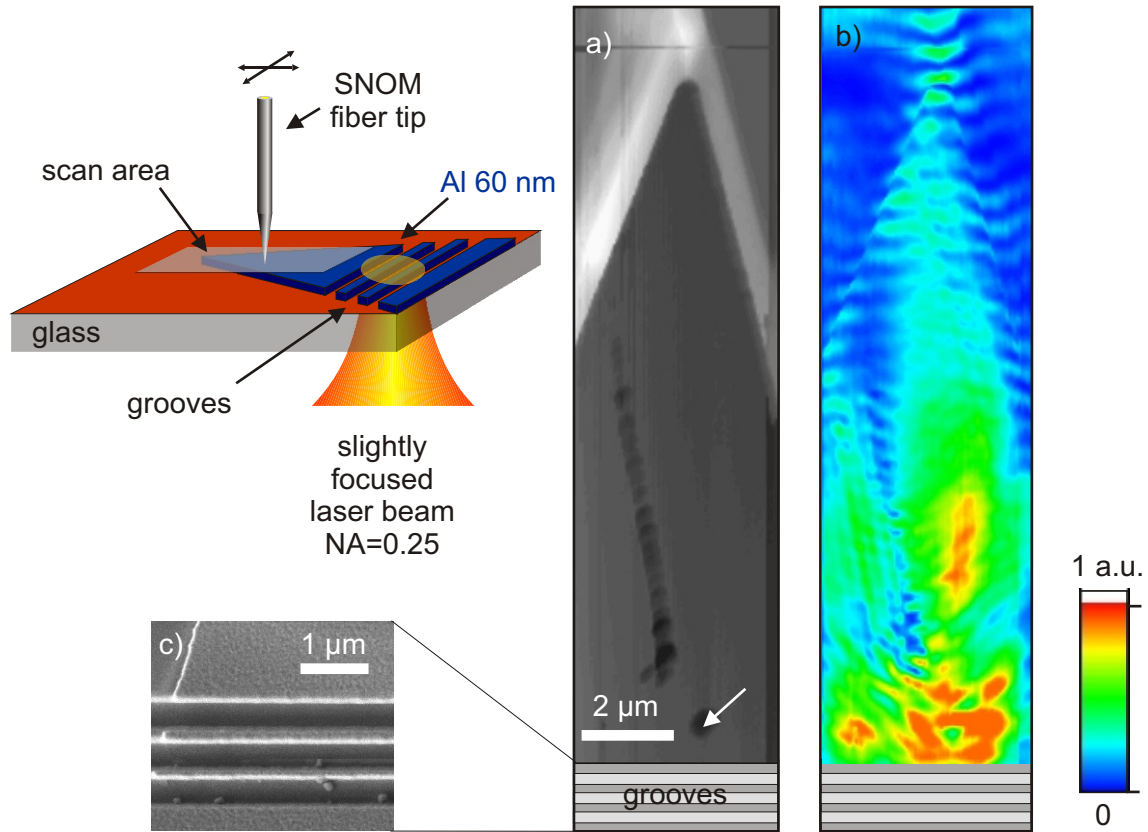 SNOM
fiber tip
scan area
Al 60 nm
glass
grooves
slightly
focused
laser beam
NA=0.25
a)
2 µm
grooves
b)
1 a.u.
0
c)
1 µm